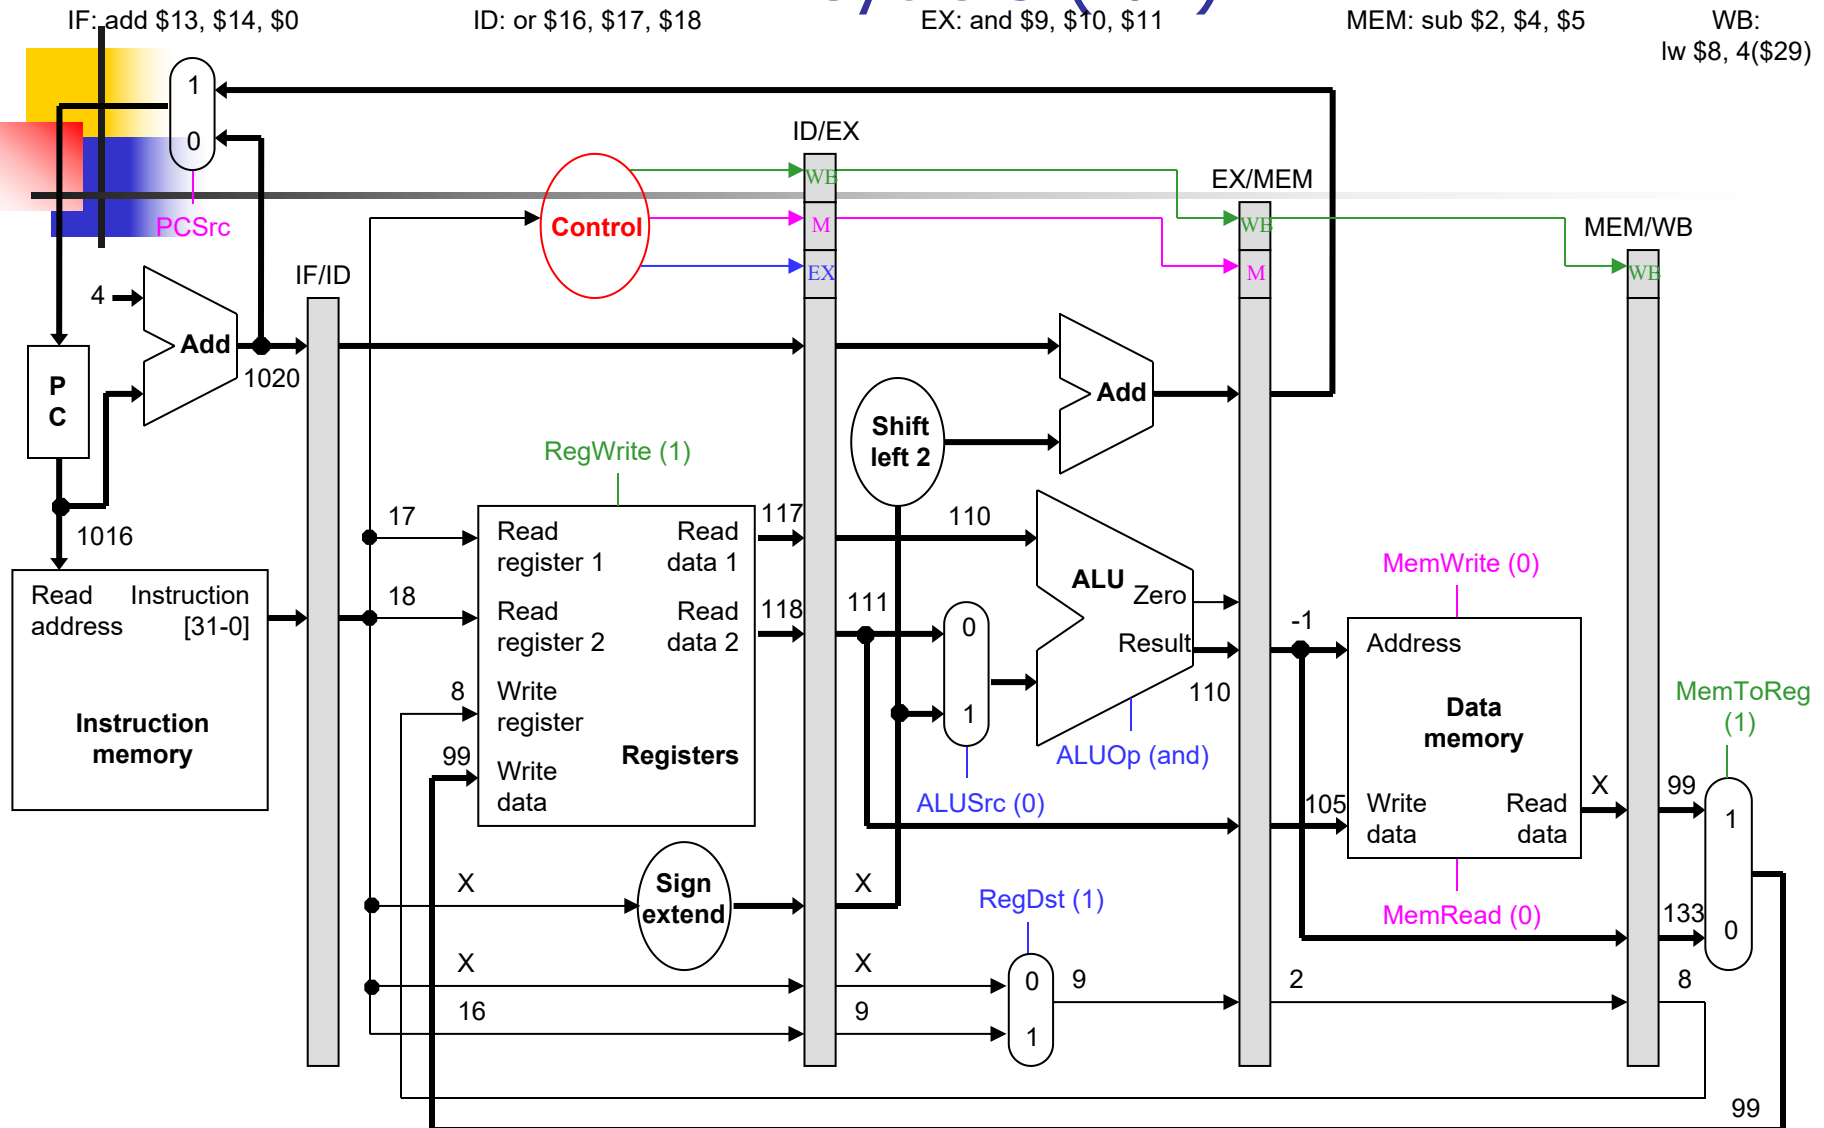 IF: add $13, $14, $0
ID: or $16, $17, $18
EX: and $9, $10, $11
MEM: sub $2, $4, $5
WB:
lw $8, 4($29)
1
0
PCSrc
ID/EX
WB
M
EX
Control
EX/MEM
WB
M
MEM/WB
WB
IF/ID
4
Add
1020
P
C
1016
Add
Shift
left 2
RegWrite (1)
17
18
8
99
Read
register 1
Read
data 1
Read
register 2
Read
data 2
Write
register
Write
data
Registers
117
118
110
111
0
1
ALUSrc (0)
ALU
Zero
Result
110
ALUOp (and)
Read
address
Instruction
[31-0]
Instruction
memory
MemWrite (0)
-1
Address
Data
memory
105
Write
data
Read
data
MemRead (0)
X
MemToReg
(1)
99
133
1
0
X
Sign
extend
X
X
16
X
9
RegDst (1)
0
1
9
2
8
99